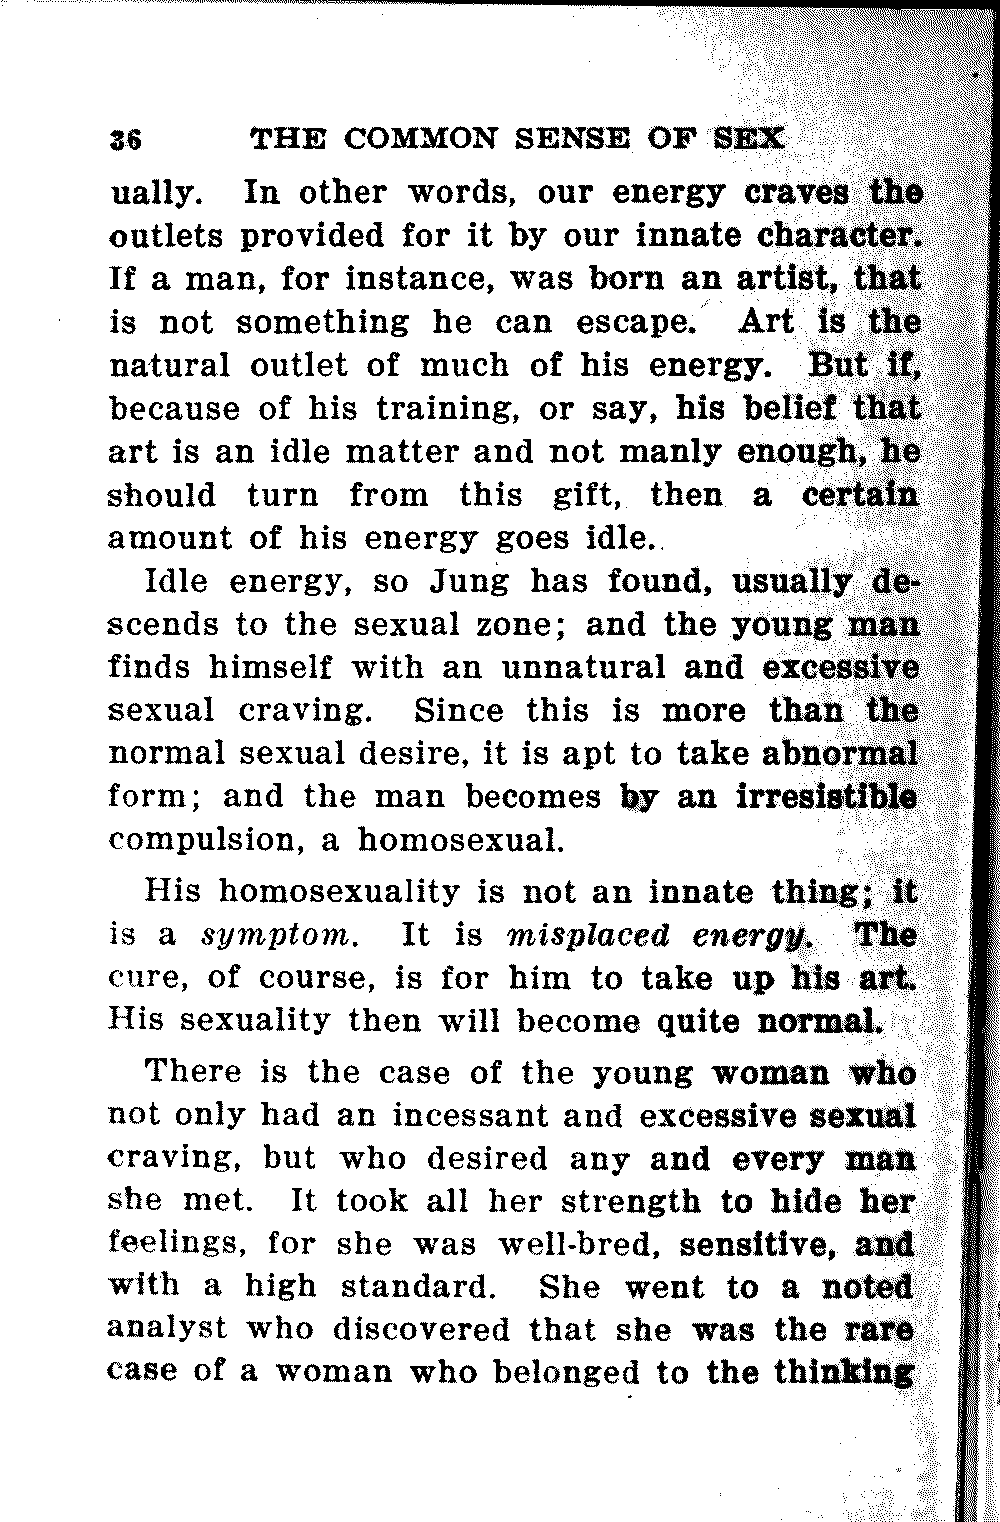 36 THE COMMON SENSE OF SEX
ually. In other words, our energy craves the
outlets provided for it by our innate character.
If a man, for instance, was born an artist, that
is not something he can escape. Art is the
natural outlet of much of his energy. But if,
because of his training, or say, his belief that
art is an idle matter and not manly enough, he
should turn from this gift, then a certain
amount of his energy goes idle.
Idle energy, so Jung has found, usually de-
scends to the sexual zone; and the young man
finds himself with an unnatural and excessive
sexual craving. Since this is more than the
normal sexual desire, it is apt to take abnormal
form; and the man becomes by an irresistible
compulsion, a homosexual.
His homosexuality is not an innate thing; it
is a symptom. It is misplaced energy. The
cure, of course, is for him to take up his art.
His sexuality then will become quite normal.
There is the case of the young woman who
not only had an incessant and excessive sexual
craving, but who desired any and every man
she met. It took all her strength to hide her
feelings, for she was well-bred, sensitive, and
with a high standard. She went to a noted
analyst who discovered that she was the rare
case of a woman who belonged to the thinking